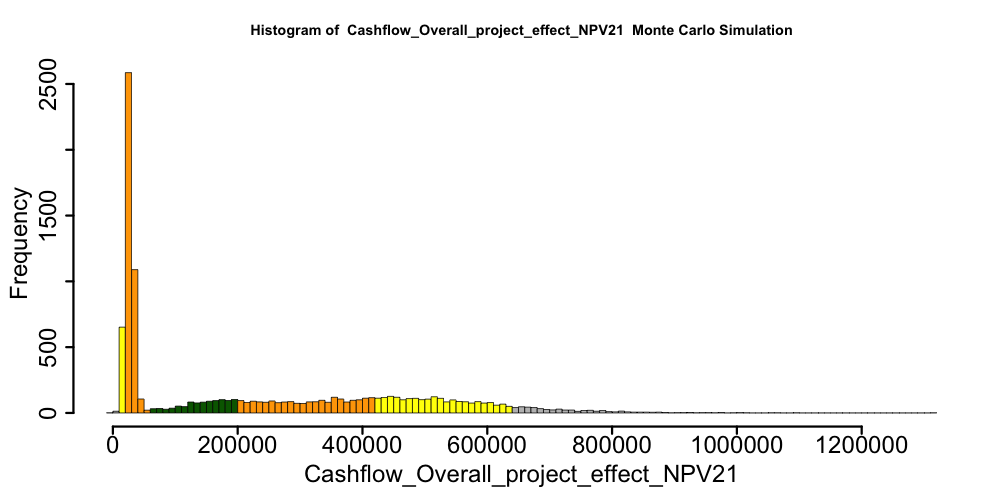 Histogram of  Cashflow_Overall_project_effect_NPV21  Monte Carlo Simulation
Frequency
2500
1500
500
0
0 200000 400000 600000 800000 1000000 1200000
Cashflow_Overall_project_effect_NPV21